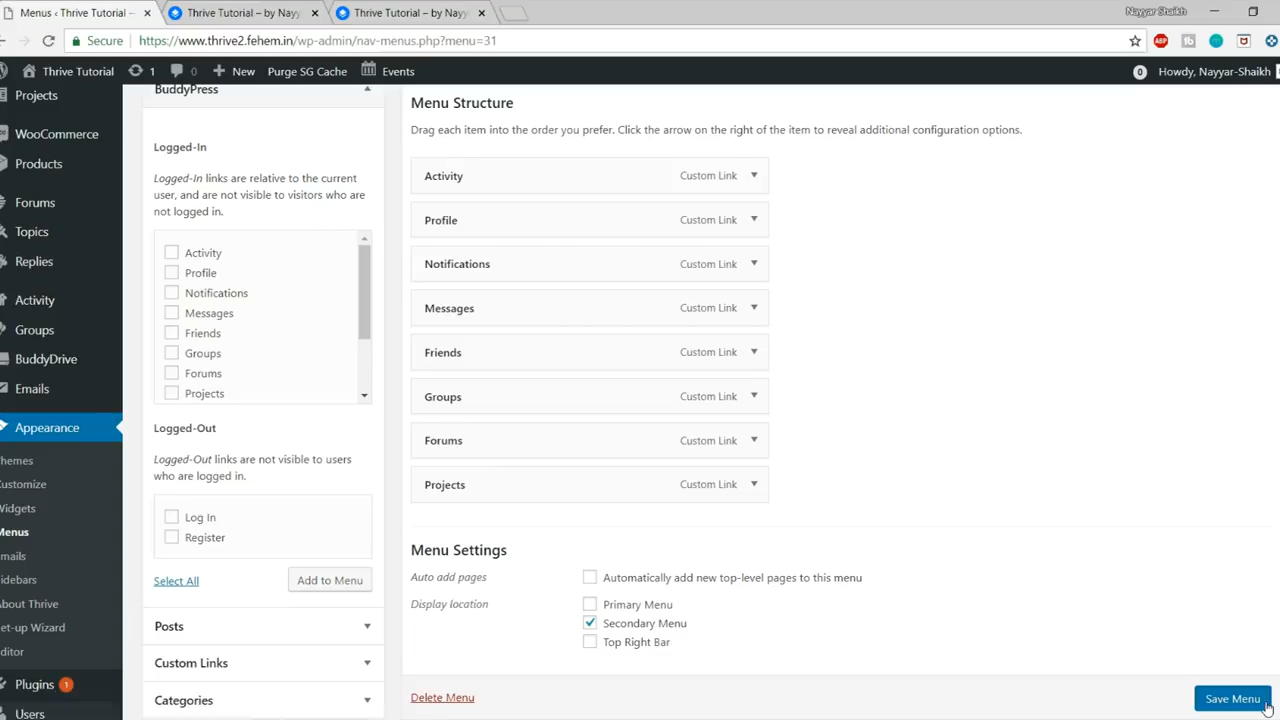 Menus ‹ Thrive Tutorial –
Thrive Tutorial – by Nayy
Thrive Tutorial – by Nayy
Nayyar Shaikh
Secure
https://www.thrive2.fehem.in/wp-admin/nav-menus.php?menu=31
ABP
Thrive Tutorial
1
0
New
Purge SG Cache
Events
0
Howdy, Nayyar-Shaikh
Projects
WooCommerce
Products
Forums
Topics
Replies
Activity
Groups
BuddyDrive
Emails
Appearance
hemes
Customize
Widgets
Menus
mails
idebars
bout Thrive
et-up Wizard
ditor
Plugins 1
Users
BuddyPress
Logged-In
Logged-In links are relative to the current
user, and are not visible to visitors who are
not logged in.
Activity
Profile
Notifications
Messages
Friends
Groups
Forums
Projects
Logged-Out
Logged-Out links are not visible to users
who are logged in.
Log In
Register
Select All
Add to Menu
Posts
Custom Links
Categories
Menu Structure
Drag each item into the order you prefer. Click the arrow on the right of the item to reveal additional configuration options.
Activity Custom Link
Profile Custom Link
Notifications Custom Link
Messages Custom Link
Friends Custom Link
Groups Custom Link
Forums Custom Link
Projects Custom Link
Menu Settings
Auto add pages
Automatically add new top-level pages to this menu
Display location
Primary Menu
Secondary Menu
Top Right Bar
Delete Menu
Save Menu